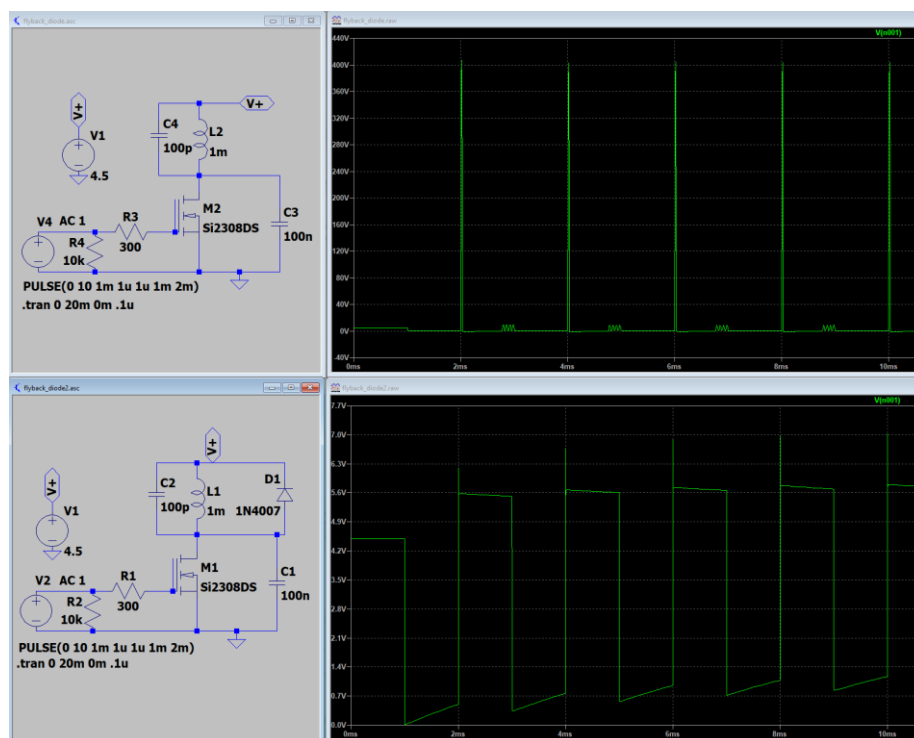 flyback_diode.asc
V+
V1
4.5
C4
100p
L2
1m
V+
M2
Si2308DS
C3
100n
V4 AC 1
R4
10k
R3
300
PULSE(0 10 1m 1u 1u 1m 2m)
.tran 0 20m 0m .1u
flyback_diode.raw
V(n001)
440V
400V
360V
320V
280V
240V
200V
160V
120V
80V
40V
0V
-40V
0ms 2ms 4ms 6ms 8ms 10ms
flyback_diode2.asc
V+
V1
4.5
V+
C2
100p
L1
1m
D1
1N4007
M1
Si2308DS
C1
100n
V2 AC 1
R2
10k
R1
300
PULSE(0 10 1m 1u 1u 1m 2m)
.tran 0 20m 0m .1u
flyback_diode2.raw
V(n001)
7.7V
7.0V
6.3V
5.6V
4.9V
4.2V
3.5V
2.8V
2.1V
1.4V
0.7V
0.0V
0ms 2ms 4ms 6ms 8ms 10ms